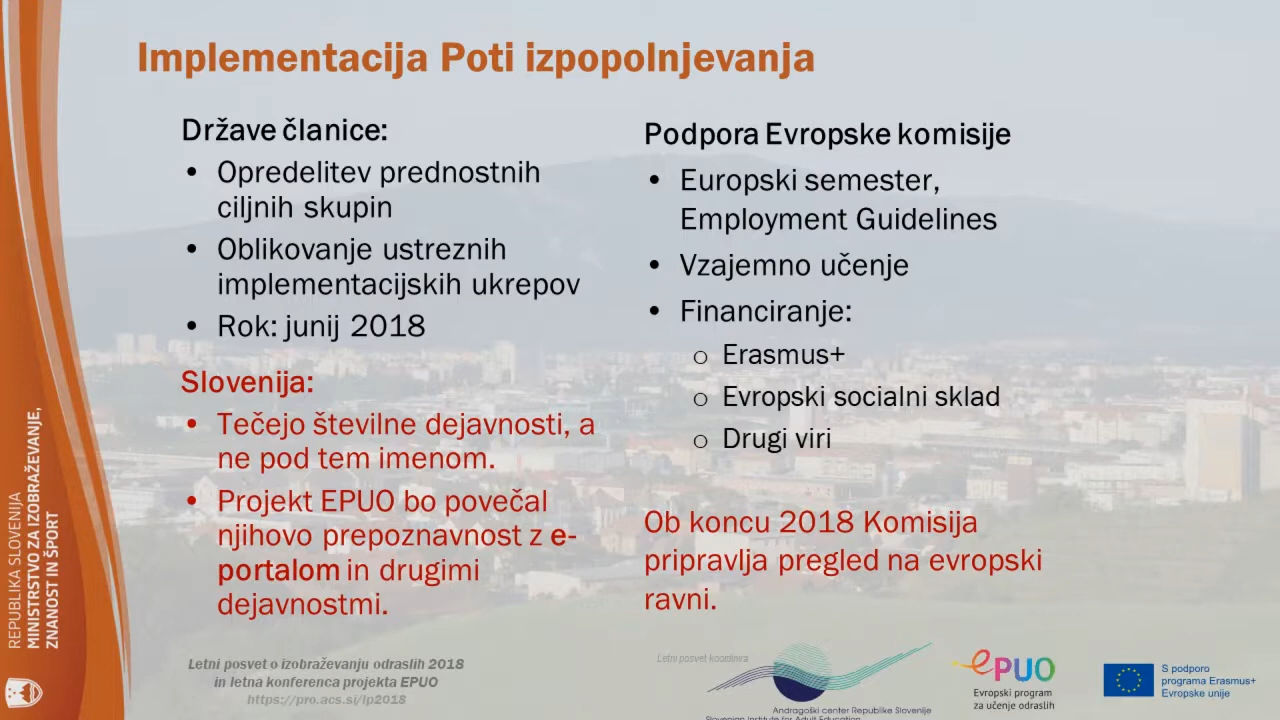 Implementacija Poti izpopolnjevanja
Države članice:
• Opredelitev prednostnih
ciljnih skupin
• Oblikovanje ustreznih
implementacijskih ukrepov
• Rok: junij 2018
Slovenija:
• Tečejo številne dejavnosti, a
ne pod tem imenom.
• Projekt EPUO bo povečal
njihovo prepoznavnost z e-
portalom in drugimi
dejavnostmi.
Podpora Evropske komisije
• Europski semester,
Employment Guidelines
• Vzajemno učenje
• Financiranje:
o Erasmus+
o Evropski socialni sklad
o Drugi viri
Ob koncu 2018 Komisija
pripravlja pregled na evropski
ravni.
REPUBLIKA SLOVENIJA
MINISTRSTVO ZA IZOBRAŽEVANJE,
ZNANOST IN ŠPORT
Letni posvet o izobraževanju odraslih 2018
in letna konferenca projekta EPUO
https://pro.acs.si/lp2018
Letni posvet koordinira
Andragoški center Republike Slovenije
Slovenian Institute for Adult Education
ePUO
Evropski program
za učenje odraslih
S podporo
programa Erasmus+
Evropske unije